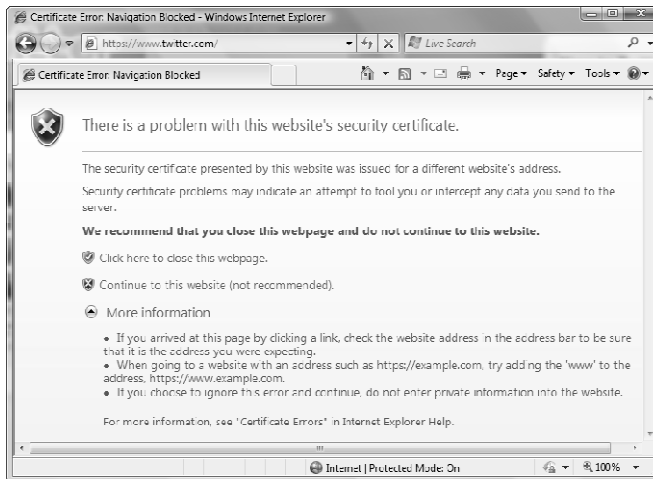 Certificate Error: Navigation Blocked - Windows Internet Explorer
https://www.twitter.com/
Live Search
Certificate Error: Navigation Blocked
Page
Safety
Tools
There is a problem with this website's security certificate.
The security certificate presented by this website was issued for a different website's address.
Security certificate problems may indicate an attempt to fool you or intercept any data you send to the
server.
We recommend that you close this webpage and do not continue to this website.
Click here to close this webpage.
Continue to this website (not recommended).
More information
• If you arrived at this page by clicking a link, check the website address in the address bar to be sure
that it is the address you were expecting.
• When going to a website with an address such as https://example.com, try adding the 'www' to the
address, https://www.example.com.
• If you choose to ignore this error and continue, do not enter private information into the website.
For more information, see "Certificate Errors" in Internet Explorer Help.
Internet | Protected Mode: On
100%